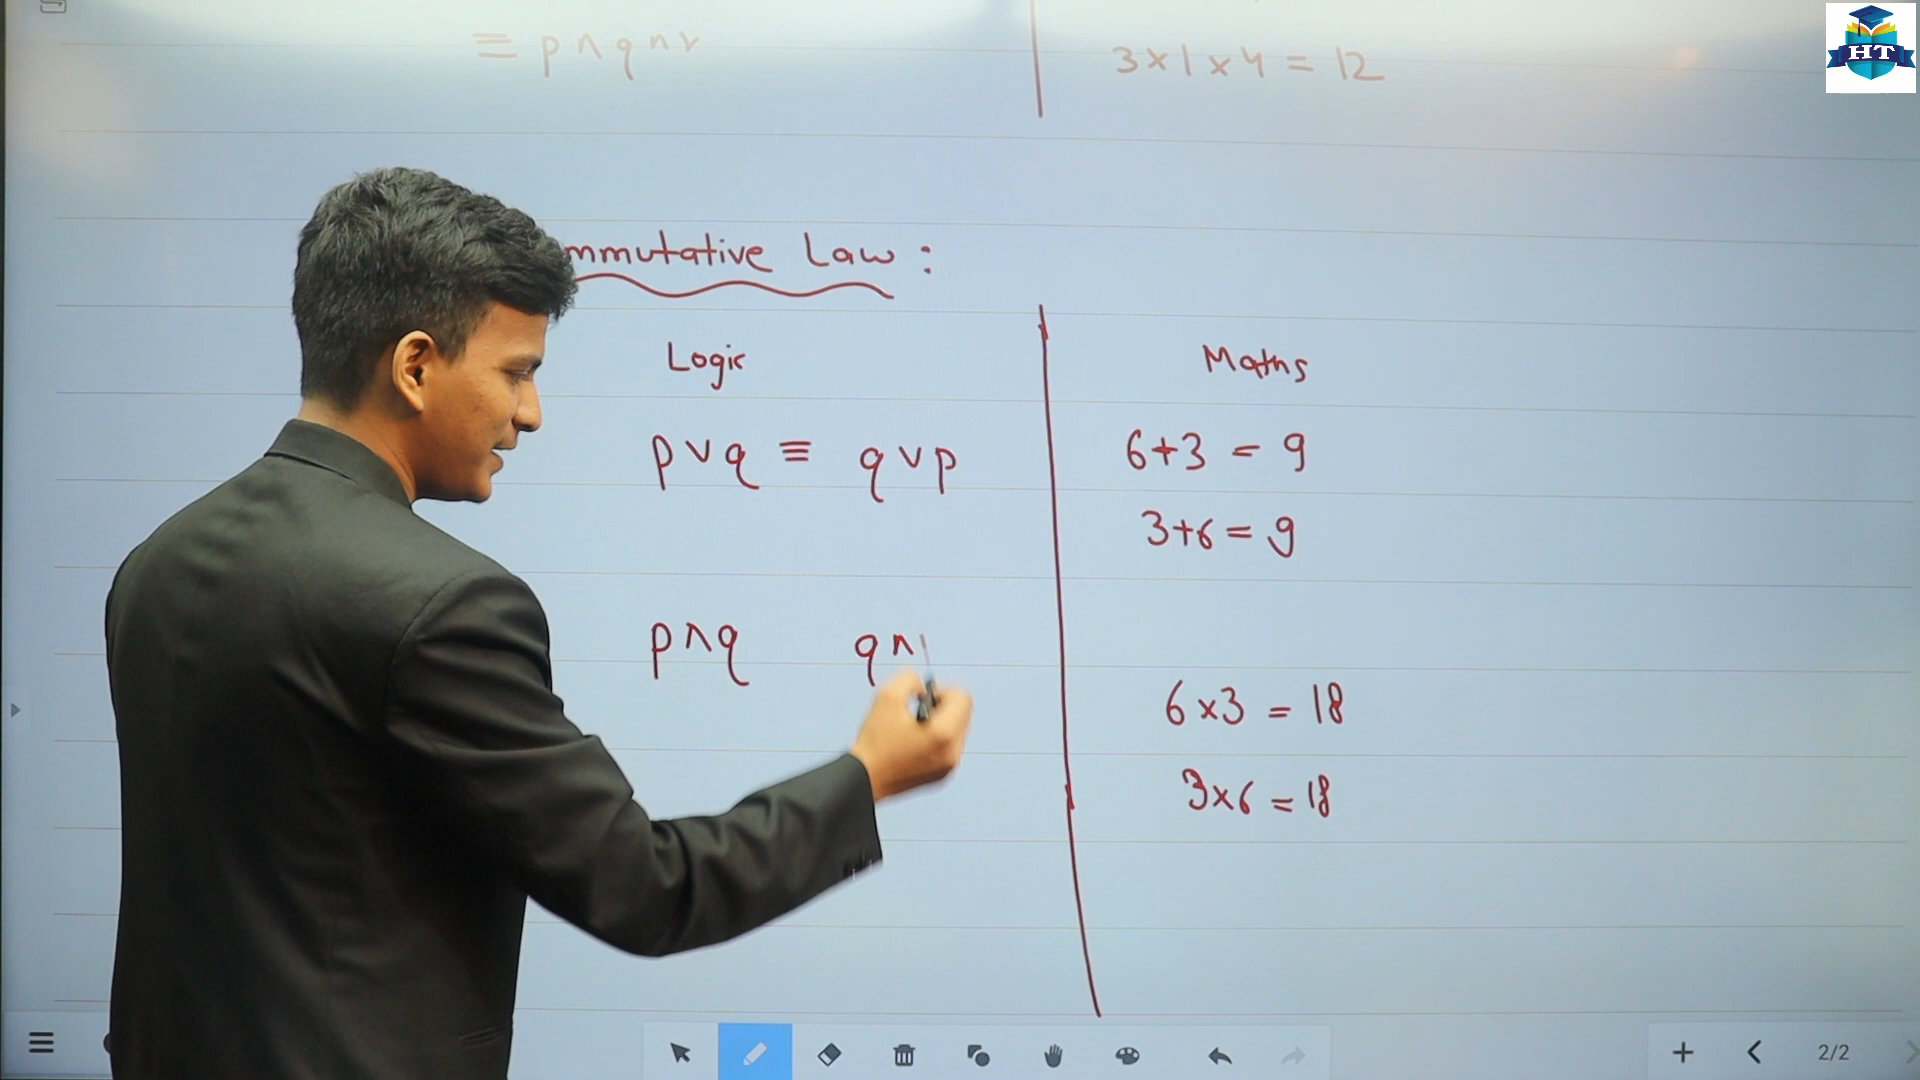 ≡ p ∧ q ∧ r
3 × 1 × 4 = 12
HT
mmutative Law :
Logic
Maths
p ∨ q ≡ q ∨ p
6 + 3 = 9
3 + 6 = 9
p ∧ q q ∧
6 × 3 = 18
3 × 6 = 18
2/2